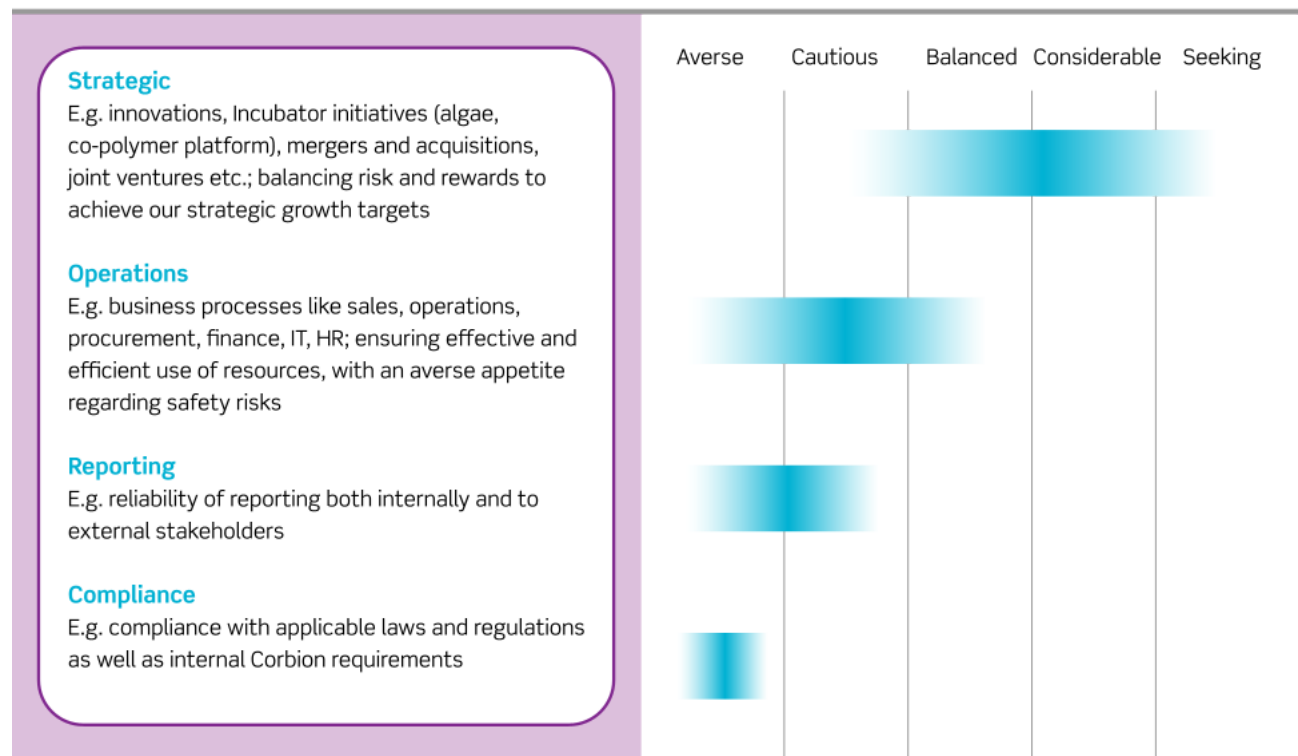 Averse Cautious Balanced Considerable Seeking
Strategic
E.g. innovations, Incubator initiatives (algae,
co-polymer platform), mergers and acquisitions,
joint ventures etc.; balancing risk and rewards to
achieve our strategic growth targets
Operations
E.g. business processes like sales, operations,
procurement, finance, IT, HR; ensuring effective and
efficient use of resources, with an averse appetite
regarding safety risks
Reporting
E.g. reliability of reporting both internally and to
external stakeholders
Compliance
E.g. compliance with applicable laws and regulations
as well as internal Corbion requirements